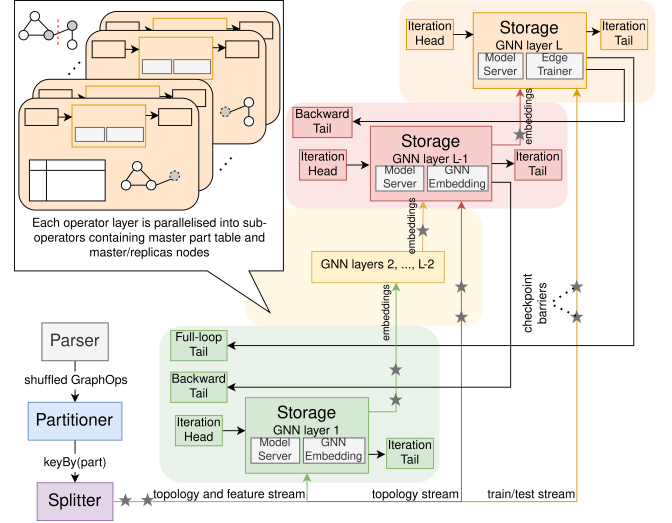 Iteration
Head
Storage
GNN layer L
Model
Server
Edge
Trainer
Iteration
Tail
embeddings
Backward
Tail
Iteration
Head
Storage
GNN layer L-1
Model
Server
GNN
Embedding
Iteration
Tail
Each operator layer is parallelised into sub-
operators containing master part table and
master/replicas nodes
embeddings
GNN layers 2, ..., L-2
embeddings
checkpoint
barriers
Parser
shuffled GraphOps
Partitioner
keyBy(part)
Splitter
Full-loop
Tail
Backward
Tail
Iteration
Head
Storage
GNN layer 1
Model
Server
GNN
Embedding
Iteration
Tail
topology and feature stream
topology stream
train/test stream